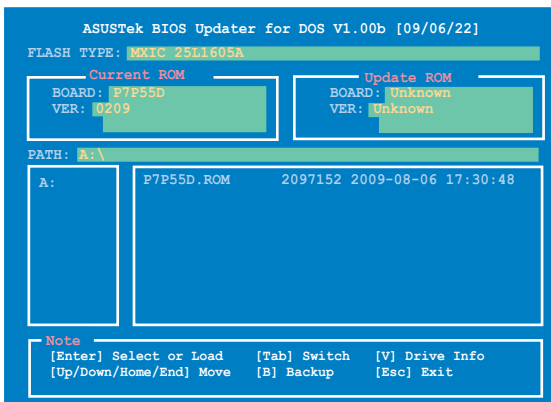 ASUSTek BIOS Updater for DOS V1.00b [09/06/22]
FLASH TYPE: MXIC 25L1605A
Current ROM
BOARD: P7P55D
VER: 0209
Update ROM
BOARD: Unknown
VER: Unknown
PATH: A:\
A:
P7P55D.ROM 2097152 2009-08-06 17:30:48
Note
[Enter] Select or Load [Tab] Switch [V] Drive Info
[Up/Down/Home/End] Move [B] Backup [Esc] Exit